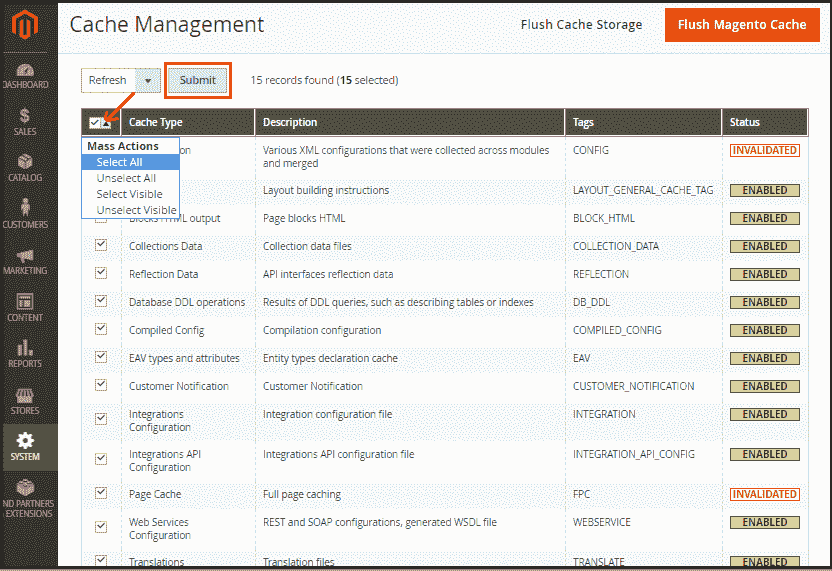 Cache Management
Flush Cache Storage
Flush Magento Cache
Refresh
Submit
15 records found (15 selected)
DASHBOARD
SALES
CATALOG
CUSTOMERS
MARKETING
CONTENT
REPORTS
STORES
SYSTEM
ND PARTNERS
EXTENSIONS
Cache Type Description Tags Status
Mass Actions
Select All
Unselect All
Select Visible
Unselect Visible
on Various XML configurations that were collected across modules CONFIG INVALIDATED
and merged
Layout building instructions LAYOUT_GENERAL_CACHE_TAG ENABLED
Blocks HTML output Page blocks HTML BLOCK_HTML ENABLED
Collections Data Collection data files COLLECTION_DATA ENABLED
Reflection Data API interfaces reflection data REFLECTION ENABLED
Database DDL operations Results of DDL queries, such as describing tables or indexes DB_DDL ENABLED
Compiled Config Compilation configuration COMPILED_CONFIG ENABLED
EAV types and attributes Entity types declaration cache EAV ENABLED
Customer Notification Customer Notification CUSTOMER_NOTIFICATION ENABLED
Integrations Integration configuration file INTEGRATION ENABLED
Configuration
Integrations API Integrations API configuration file INTEGRATION_API_CONFIG ENABLED
Configuration
Page Cache Full page caching FPC INVALIDATED
Web Services REST and SOAP configurations, generated WSDL file WEBSERVICE ENABLED
Configuration
Translations Translation files TRANSLATE ENABLED